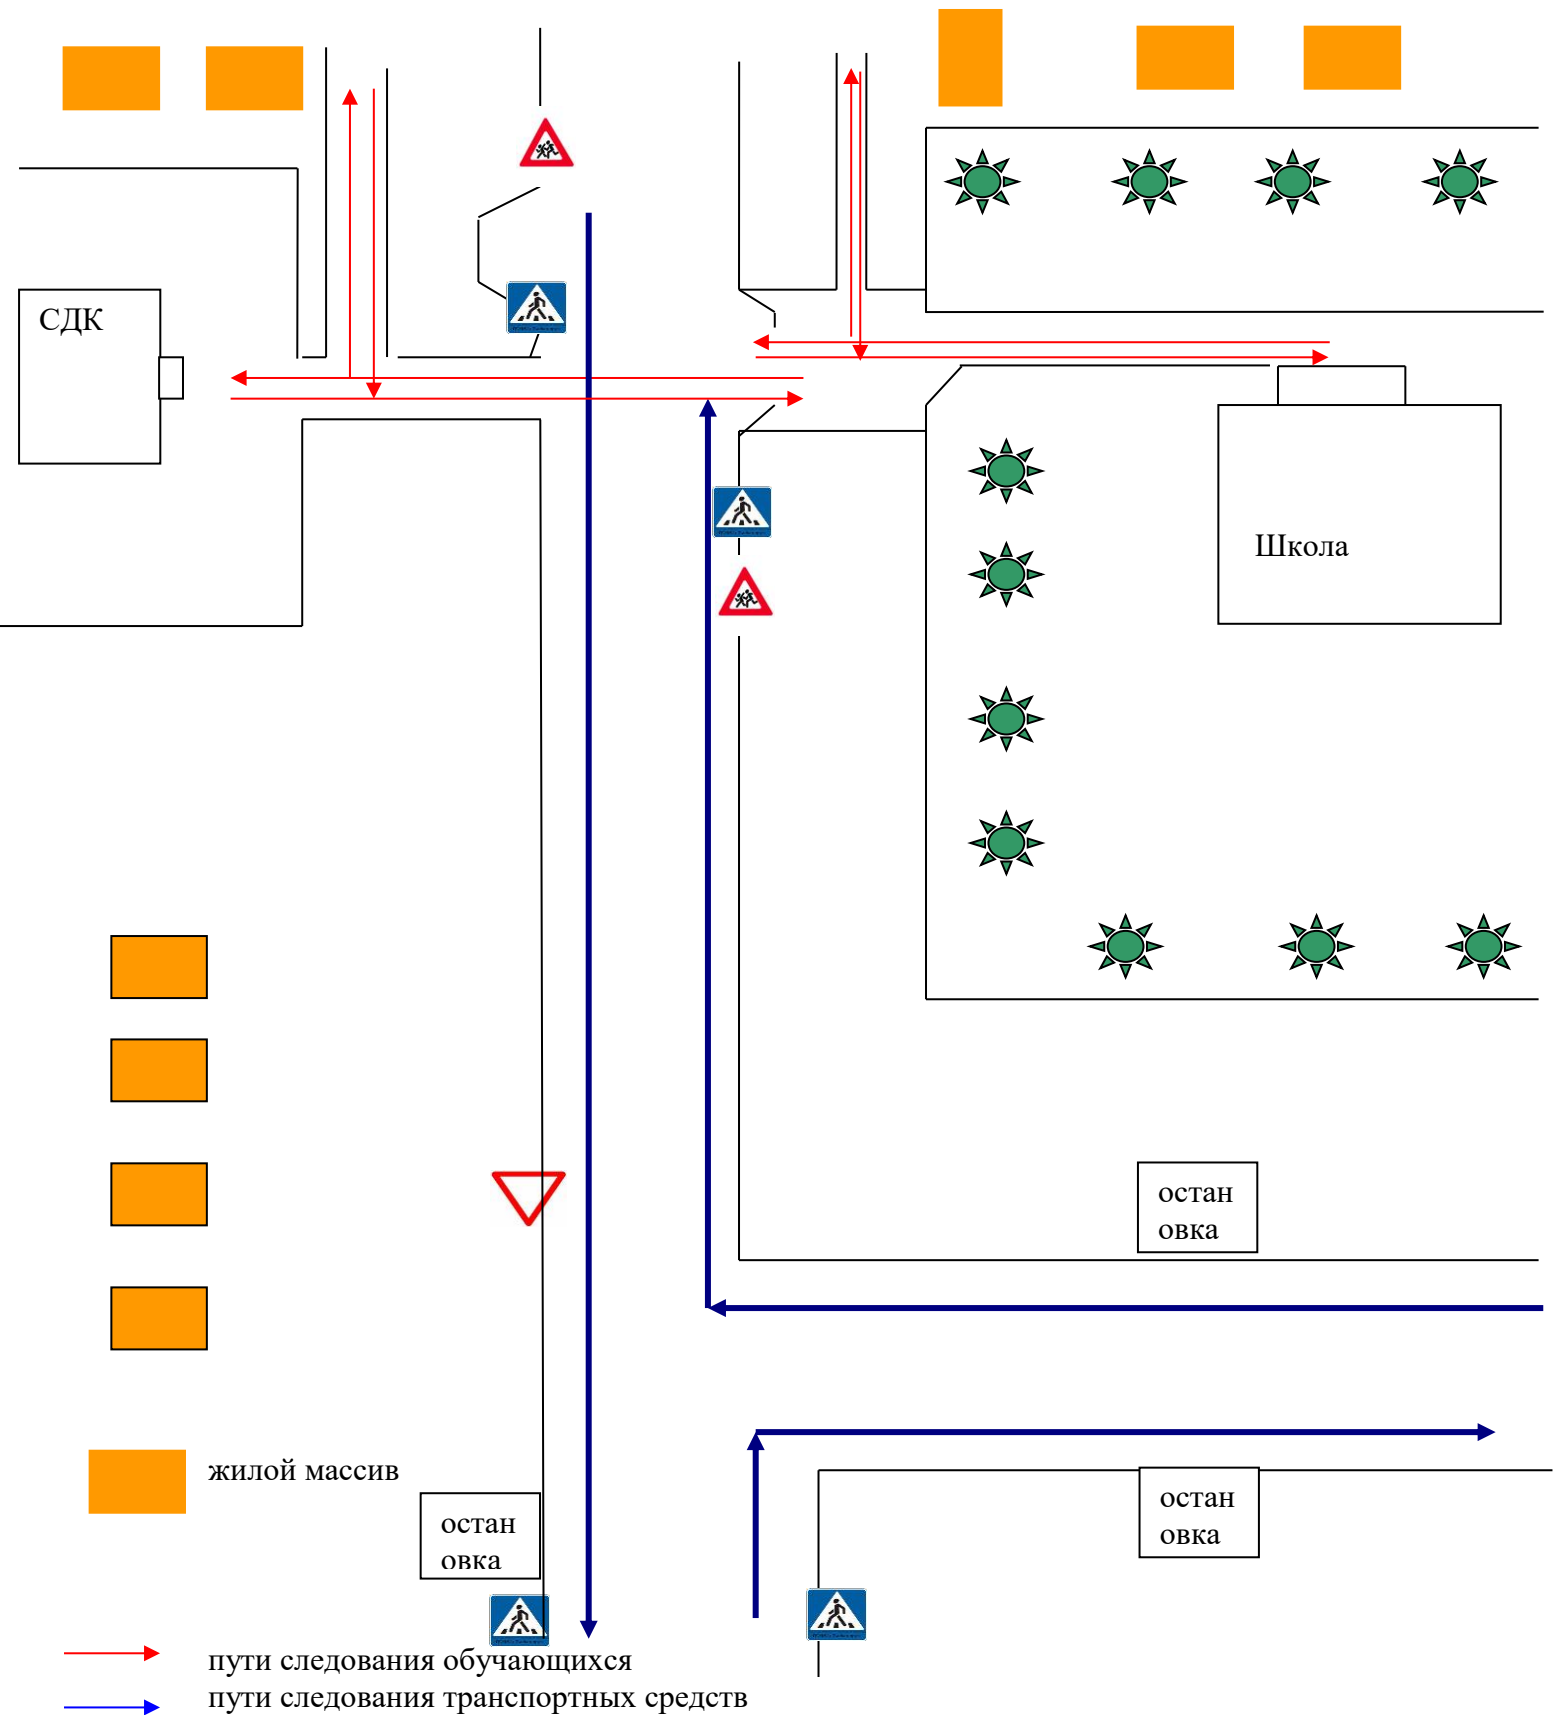 СДК
Школа
остан
овка
жилой массив
остан
овка
остан
овка
пути следования обучающихся
пути следования транспортных средств